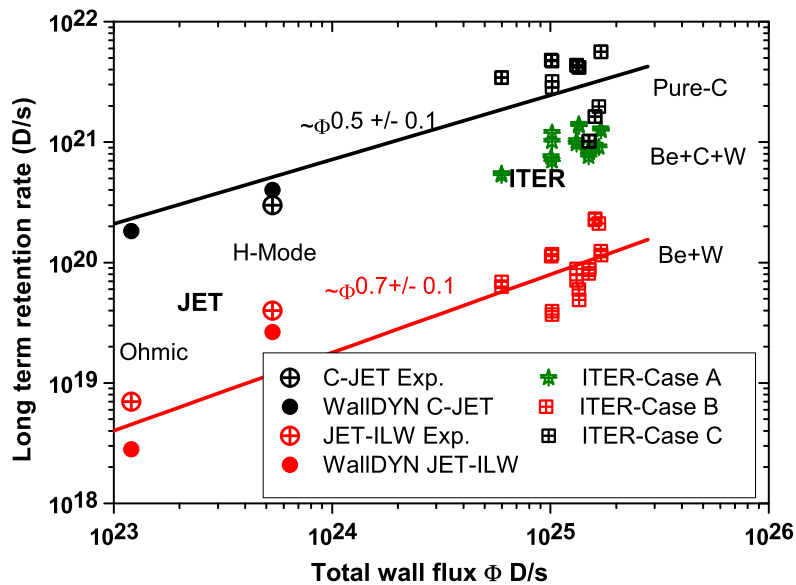 10^22
10^21
10^20
10^19
10^18
Long term retention rate (D/s)
~Φ^0.5 +/- 0.1
Pure-C
Be+C+W
ITER
H-Mode
Be+W
~Φ^0.7+/- 0.1
JET
Ohmic
C-JET Exp.
WallDYN C-JET
JET-ILW Exp.
WallDYN JET-ILW
ITER-Case A
ITER-Case B
ITER-Case C
10^23
10^24
10^25
10^26
Total wall flux Φ D/s